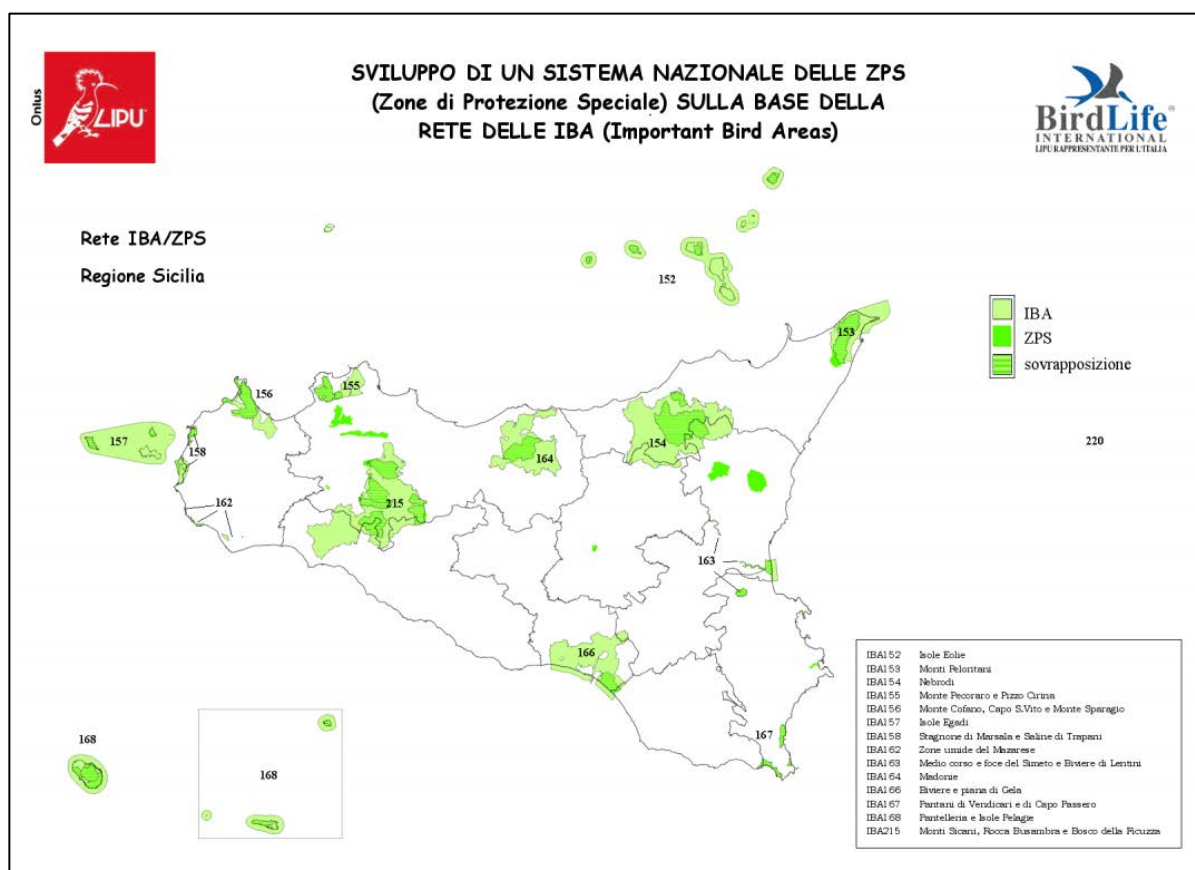 Onlus
LIPU
SVILUPPO DI UN SISTEMA NAZIONALE DELLE ZPS
(Zone di Protezione Speciale) SULLA BASE DELLA
RETE DELLE IBA (Important Bird Areas)
BirdLife
INTERNATIONAL
LIPU RAPPRESENTANTE PER L'ITALIA
Rete IBA/ZPS
Regione Sicilia
152
IBA
ZPS
sovrapposizione
153
155
156
157
154
220
158
164
215
162
163
166
167
168
168
IBA152 Isole Eolie
IBA153 Monti Peloritani
IBA154 Nebrodi
IBA155 Monte Pecoraro e Pizzo Cirina
IBA156 Monte Cofano, Capo S.Vito e Monte Sparagio
IBA157 Isole Egadi
IBA158 Stagnone di Marsala e Saline di Trapani
IBA162 Zone umide del Mazarese
IBA163 Medio corso e foce del Simeto e Biviere di Lentini
IBA164 Madonie
IBA166 Biviere e piana di Gela
IBA167 Pantani di Vendicari e di Capo Passero
IBA168 Pantelleria e Isole Pelagie
IBA215 Monti Sicani, Rocca Busambra e Bosco della Ficuzza